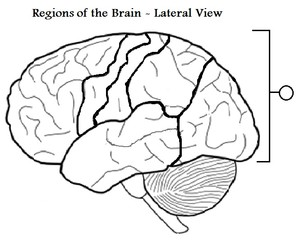 Regions of the Brain - Lateral View